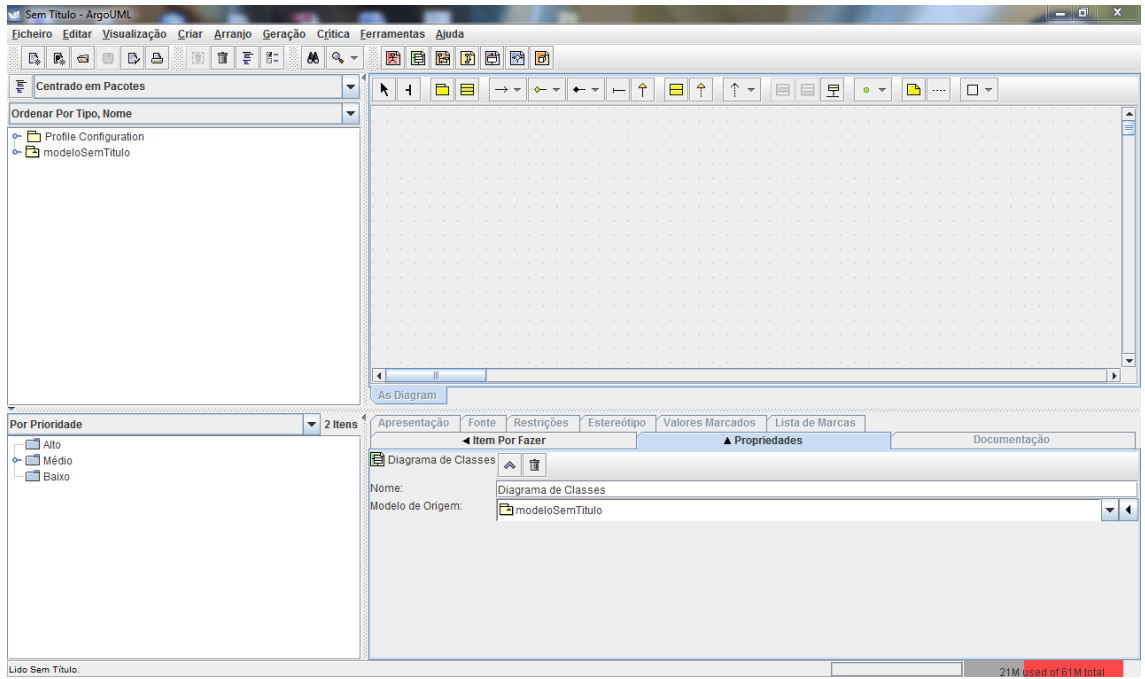 Sem Título - ArgoUML
Ficheiro Editar Visualização Criar Arranjo Geração Crítica Ferramentas Ajuda
Centrado em Pacotes
Ordenar Por Tipo, Nome
Profile Configuration
modeloSemTitulo
As Diagram
Por Prioridade
2 Itens
Alto
Médio
Baixo
Apresentação Fonte Restrições Estereótipo Valores Marcados Lista de Marcas
Item Por Fazer Propriedades Documentação
Diagrama de Classes
Nome: Diagrama de Classes
Modelo de Origem: modeloSemTitulo
Lido Sem Título.
21M used of 61M total